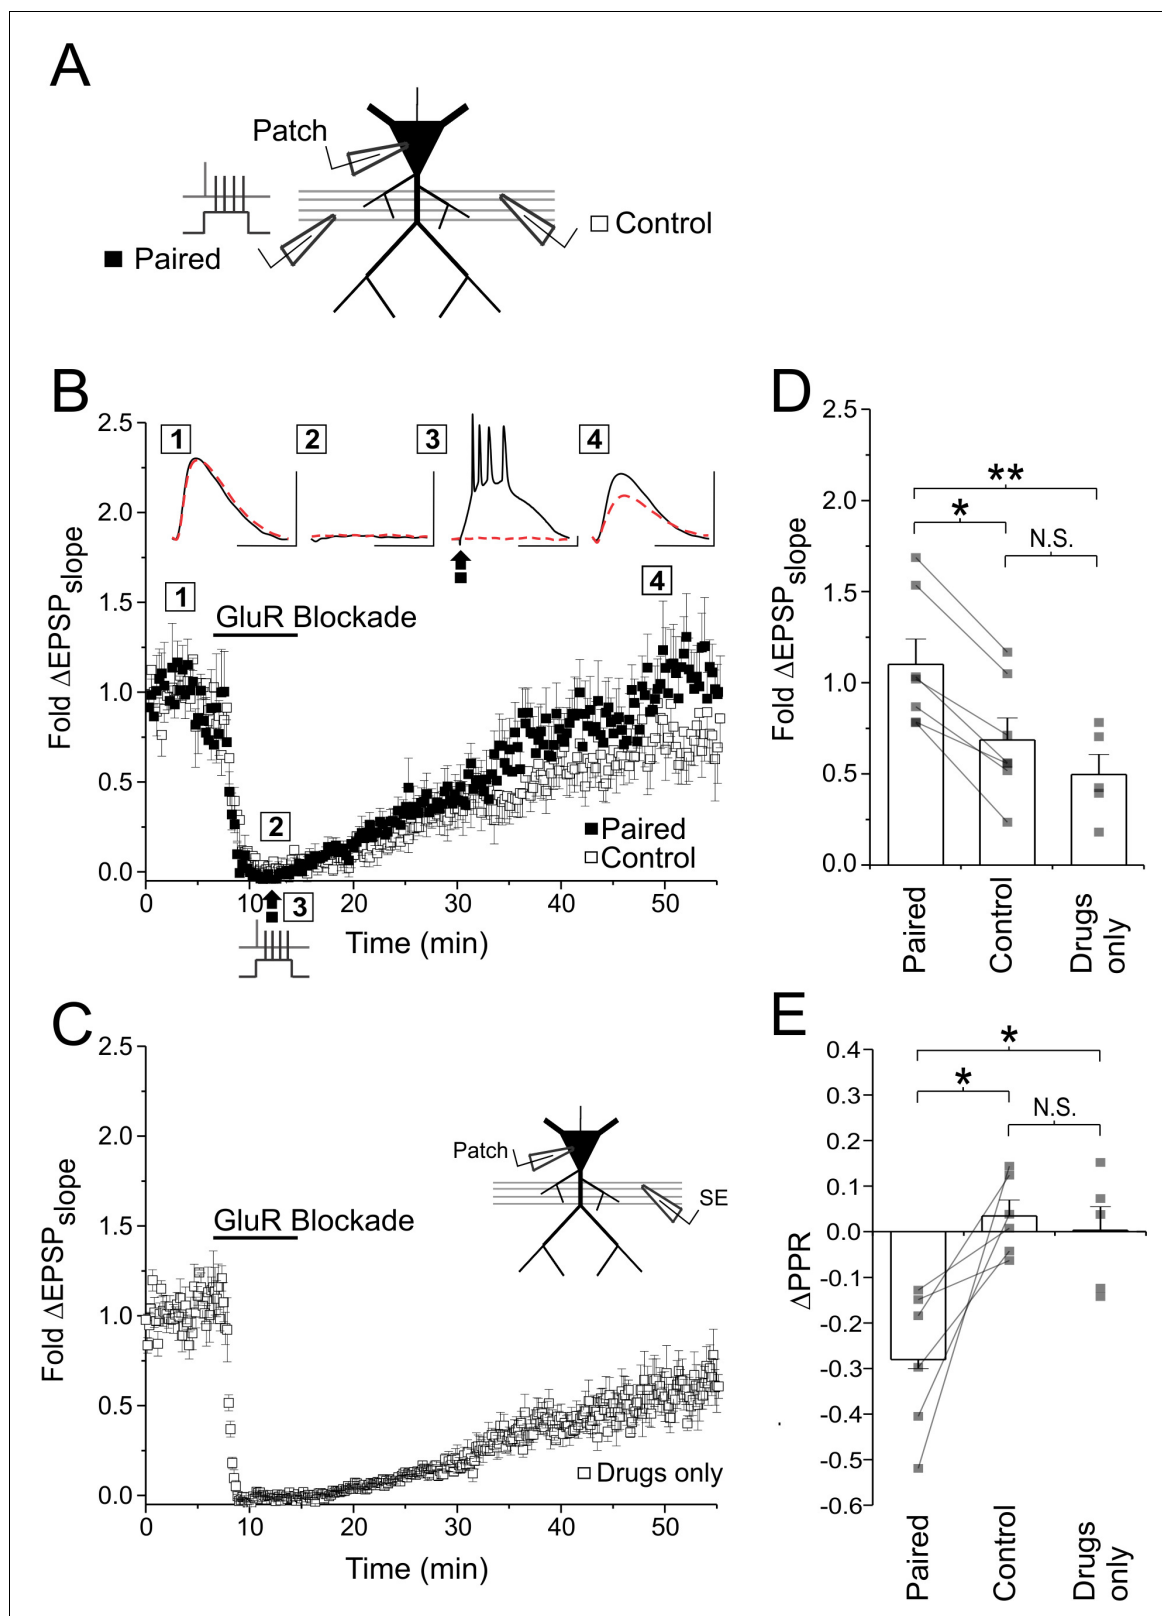 A
Patch
Control
Paired
B
Fold ΔEPSPslope
2.5
2.0
1.5
1.0
0.5
0.0
1
2
3
4
1
4
GluR Blockade
2
Paired
Control
0
10
20
30
40
50
3
Time (min)
C
Fold ΔEPSPslope
2.5
2.0
1.5
1.0
0.5
0.0
Patch
SE
GluR Blockade
Drugs only
0
10
20
30
40
50
Time (min)
D
Fold ΔEPSPslope
2.5
2.0
1.5
1.0
0.5
0.0
**
*
N.S.
Paired
Control
Drugs
only
E
ΔPPR
0.4
0.3
0.2
0.1
0.0
-0.1
-0.2
-0.3
-0.4
-0.5
-0.6
*
*
N.S.
Paired
Control
Drugs
only